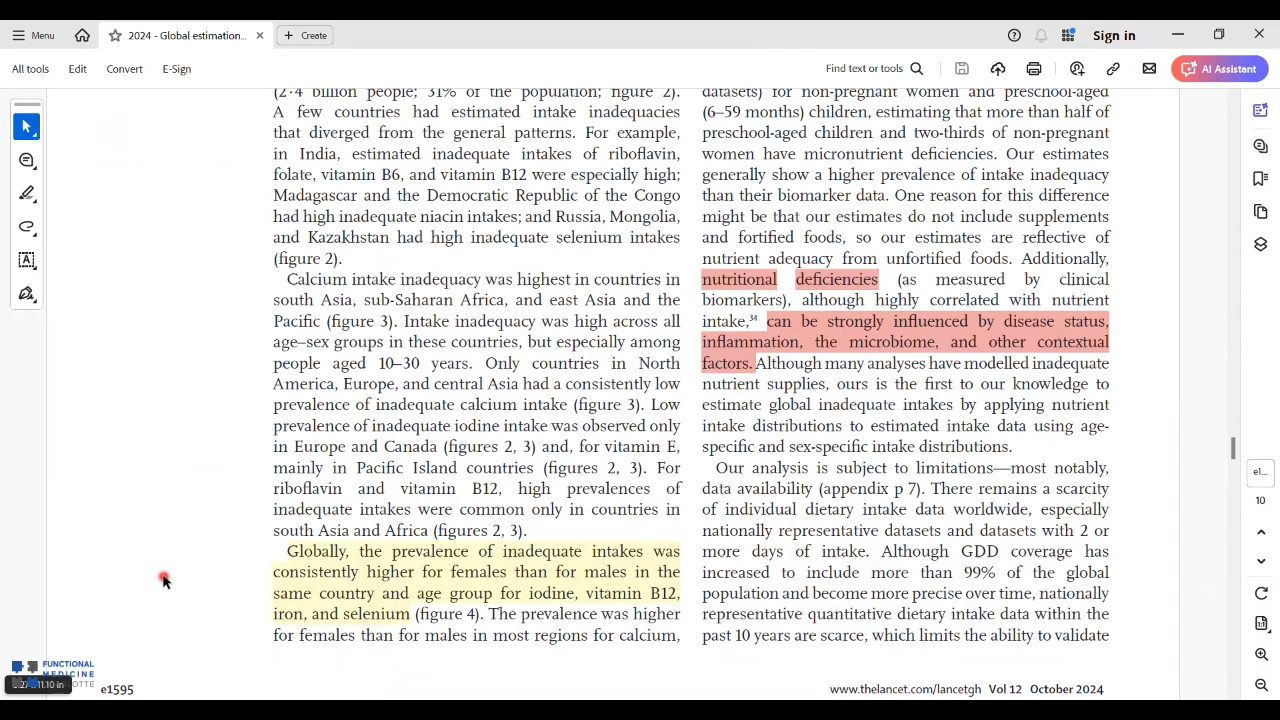 Menu
2024 - Global estimation...
Create
Sign in
All tools
Edit
Convert
E-Sign
Find text or tools
AI Assistant
(2·4 billion people; 31% of the population; figure 2).
A few countries had estimated intake inadequacies
that diverged from the general patterns. For example,
in India, estimated inadequate intakes of riboflavin,
folate, vitamin B6, and vitamin B12 were especially high;
Madagascar and the Democratic Republic of the Congo
had high inadequate niacin intakes; and Russia, Mongolia,
and Kazakhstan had high inadequate selenium intakes
(figure 2).
Calcium intake inadequacy was highest in countries in
south Asia, sub-Saharan Africa, and east Asia and the
Pacific (figure 3). Intake inadequacy was high across all
age–sex groups in these countries, but especially among
people aged 10–30 years. Only countries in North
America, Europe, and central Asia had a consistently low
prevalence of inadequate calcium intake (figure 3). Low
prevalence of inadequate iodine intake was observed only
in Europe and Canada (figures 2, 3) and, for vitamin E,
mainly in Pacific Island countries (figures 2, 3). For
riboflavin and vitamin B12, high prevalences of
inadequate intakes were common only in countries in
south Asia and Africa (figures 2, 3).
Globally, the prevalence of inadequate intakes was
consistently higher for females than for males in the
same country and age group for iodine, vitamin B12,
iron, and selenium (figure 4). The prevalence was higher
for females than for males in most regions for calcium,
datasets) for non-pregnant women and preschool-aged
(6–59 months) children, estimating that more than half of
preschool-aged children and two-thirds of non-pregnant
women have micronutrient deficiencies. Our estimates
generally show a higher prevalence of intake inadequacy
than their biomarker data. One reason for this difference
might be that our estimates do not include supplements
and fortified foods, so our estimates are reflective of
nutrient adequacy from unfortified foods. Additionally,
nutritional deficiencies (as measured by clinical
biomarkers), although highly correlated with nutrient
intake,³⁴ can be strongly influenced by disease status,
inflammation, the microbiome, and other contextual
factors. Although many analyses have modelled inadequate
nutrient supplies, ours is the first to our knowledge to
estimate global inadequate intakes by applying nutrient
intake distributions to estimated intake data using age-
specific and sex-specific intake distributions.
Our analysis is subject to limitations—most notably,
data availability (appendix p 7). There remains a scarcity
of individual dietary intake data worldwide, especially
nationally representative datasets and datasets with 2 or
more days of intake. Although GDD coverage has
increased to include more than 99% of the global
population and become more precise over time, nationally
representative quantitative dietary intake data within the
past 10 years are scarce, which limits the ability to validate
e1...
10
FUNCTIONAL
MEDICINE
e1595
www.thelancet.com/lancetgh Vol 12 October 2024